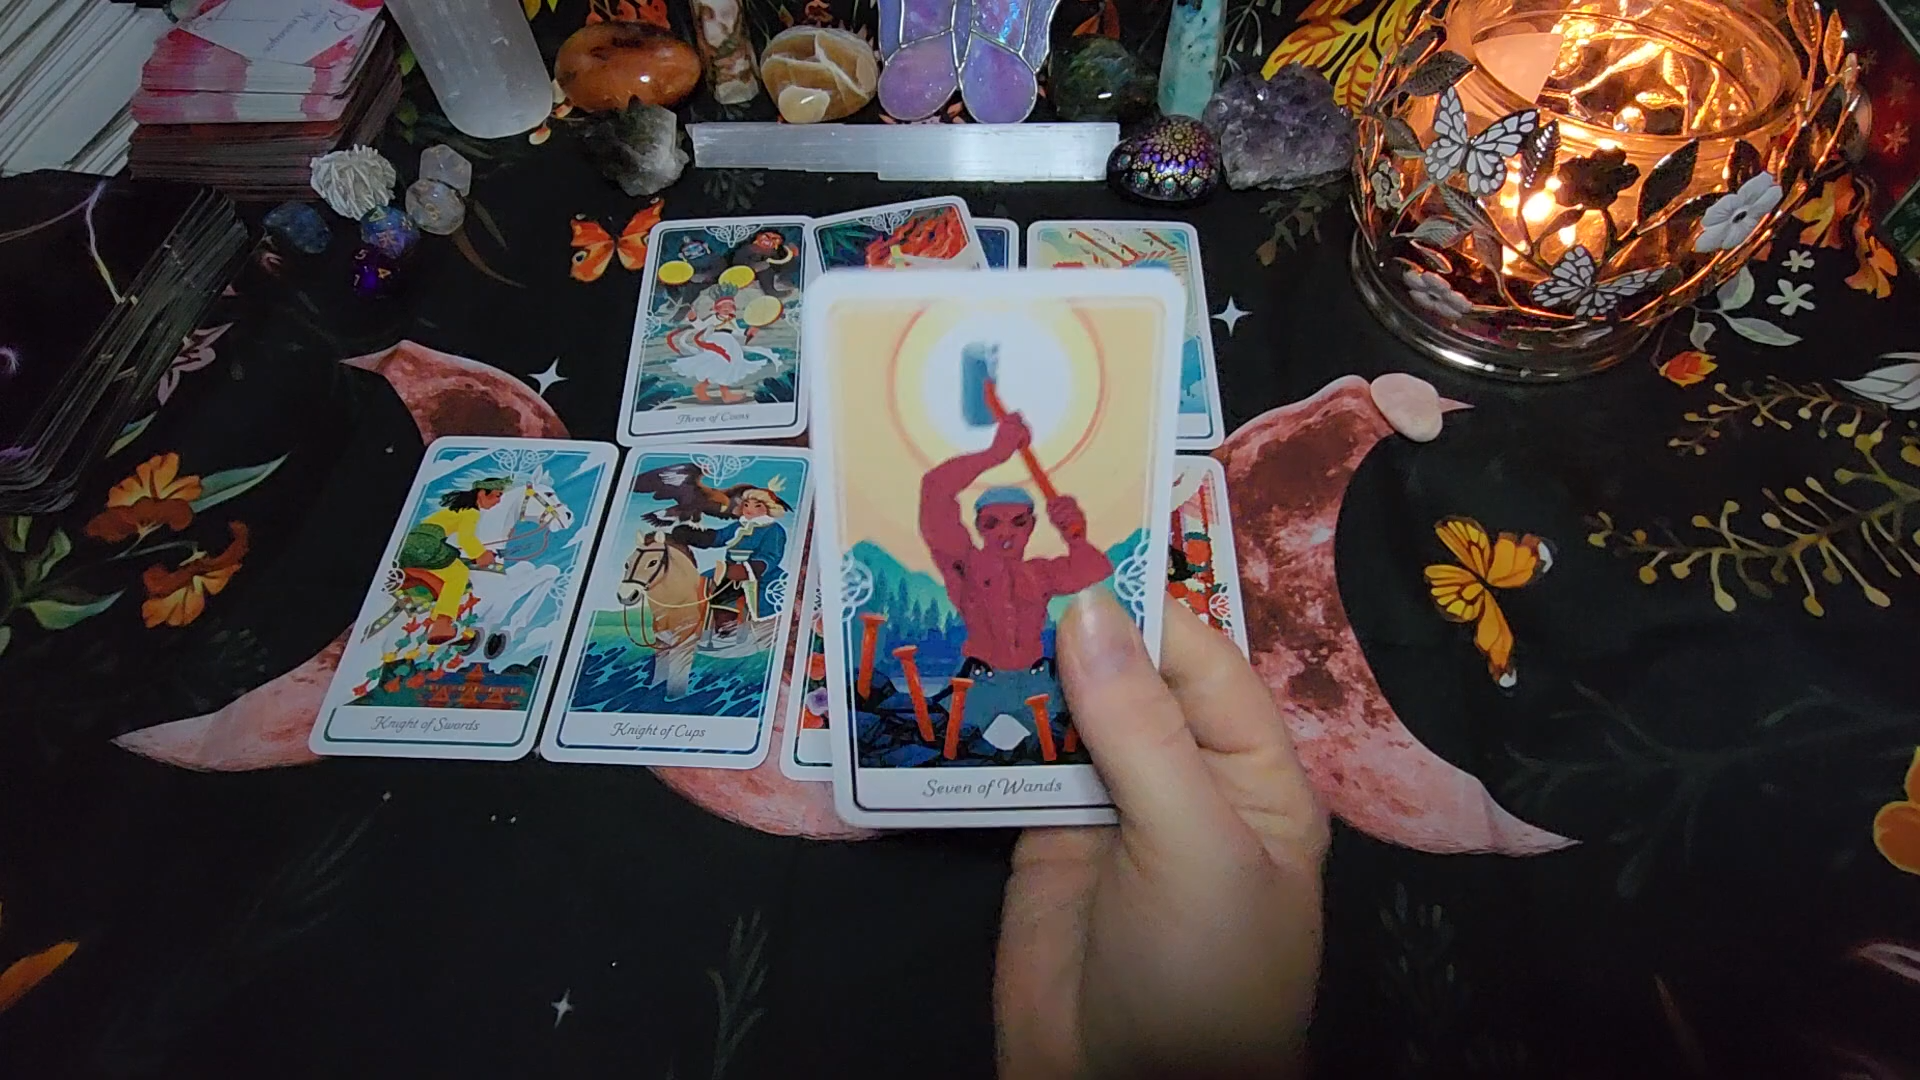 Three of Coins
Knight of Swords
Knight of Cups
Seven of Wands